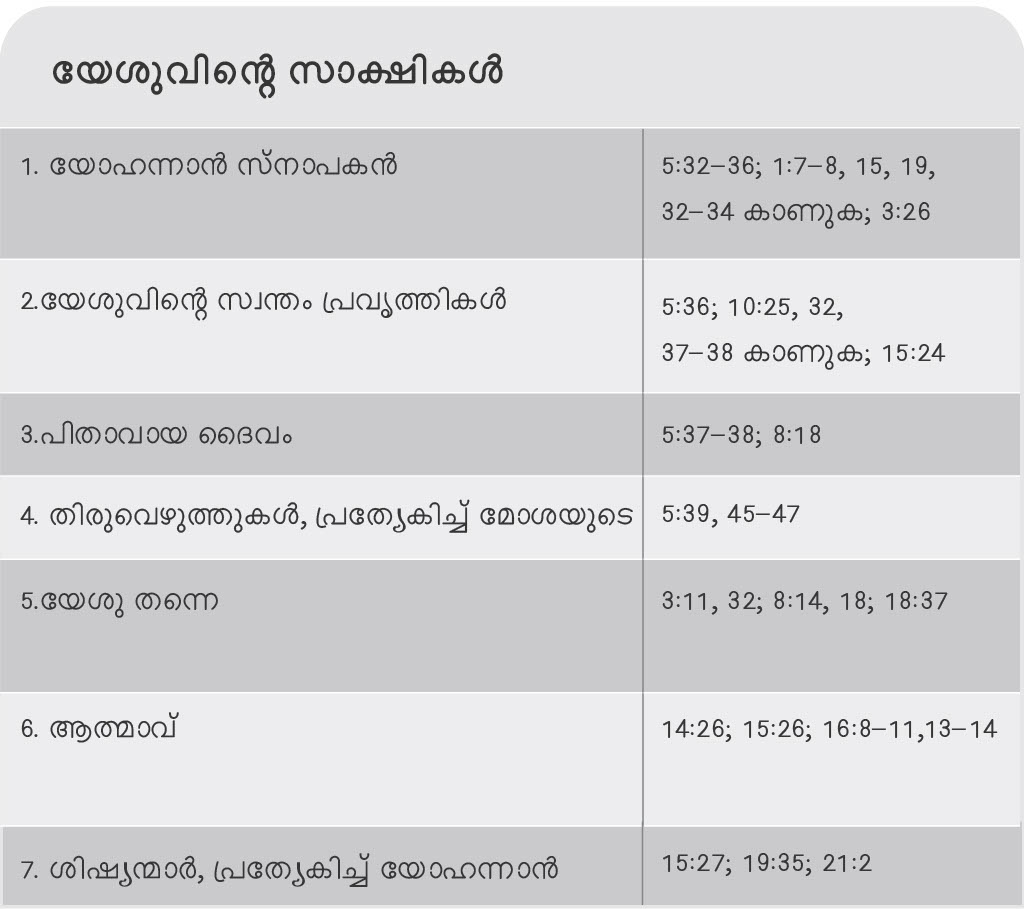 യേശുവിന്റെ സാക്ഷികൾ
1. യോഹന്നാൻ സ്നാപകൻ
5:32–36; 1:7–8, 15, 19,
32–34 കാണുക; 3:26
2.യേശുവിന്റെ സ്വന്തം പ്രവൃത്തികൾ
5:36; 10:25, 32,
37–38 കാണുക; 15:24
3.പിതാവായ ദൈവം
5:37–38; 8:18
4. തിരുവെഴുത്തുകൾ, പ്രത്യേകിച്ച് മോശയുടെ
5:39, 45–47
5.യേശു തന്നെ
3:11, 32; 8:14, 18; 18:37
6. ആത്മാവ്
14:26; 15:26; 16:8–11,13–14
7. ശിഷ്യന്മാർ, പ്രത്യേകിച്ച് യോഹന്നാൻ
15:27; 19:35; 21:2